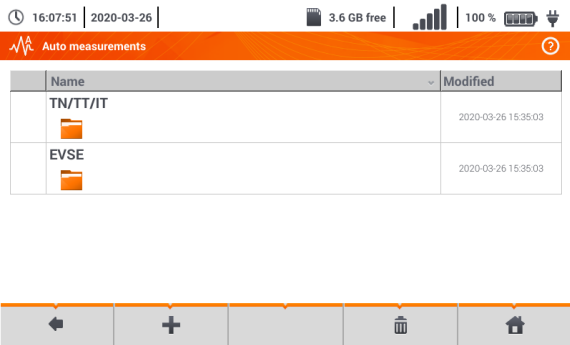 16:07:51 2020-03-26 3.6 GB free 100 %
Auto measurements ?
Name Modified
TN/TT/IT
2020-03-26 15:35:03
EVSE
2020-03-26 15:35:03